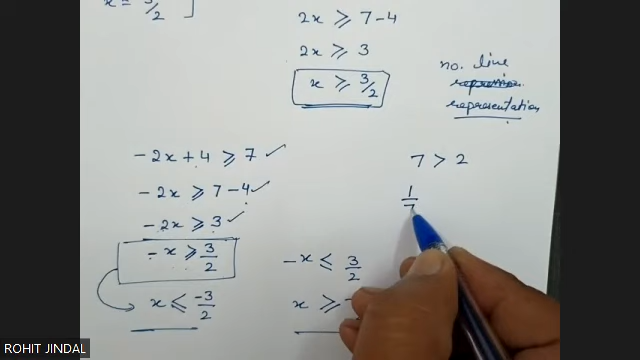 x = 3/2 ]
2x ⩾ 7-4
2x ⩾ 3
x ⩾ 3/2
no. line
representation
-2x + 4 ⩾ 7 ✓
-2x ⩾ 7-4 ✓
-2x ⩾ 3 ✓
-x ⩾ 3/2
x ⩽ -3/2
-x ⩽ 3/2
x ⩾ -
7 > 2
1/7
ROHIT JINDAL